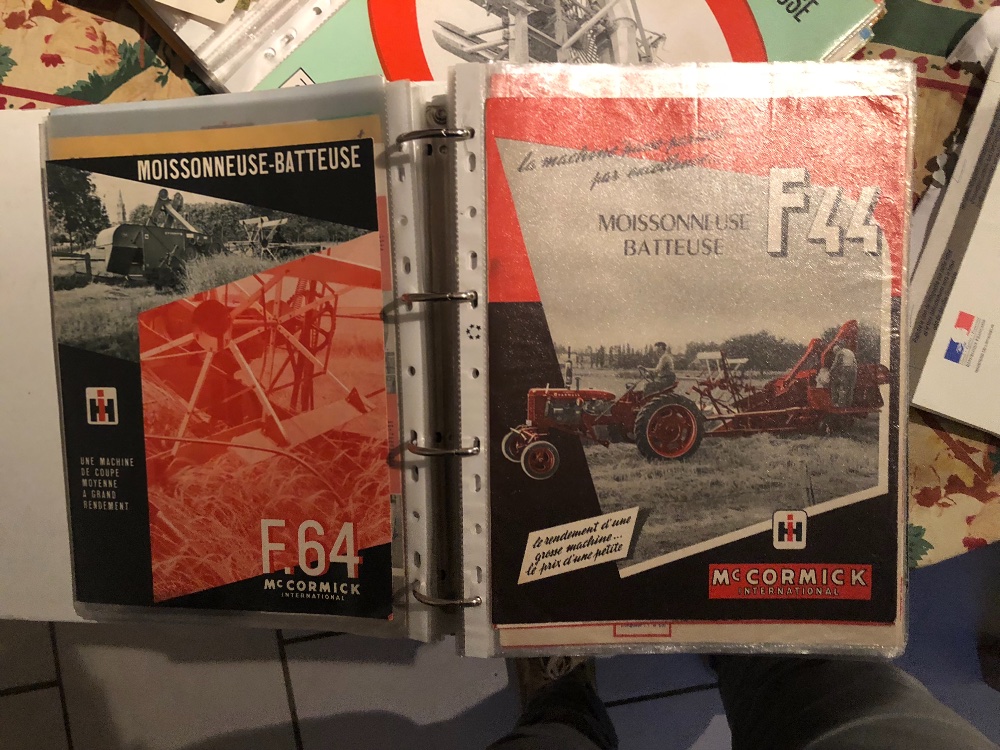 MOISSONNEUSE-BATTEUSE
UNE MACHINE
DE COUPE
MOYENNE
A GRAND
RENDEMENT
F.64
McCORMICK
INTERNATIONAL
la machine
par excellence
F44
MOISSONNEUSE
BATTEUSE
le rendement d'une
grosse machine...
le prix d'une petite
McCORMICK
INTERNATIONAL